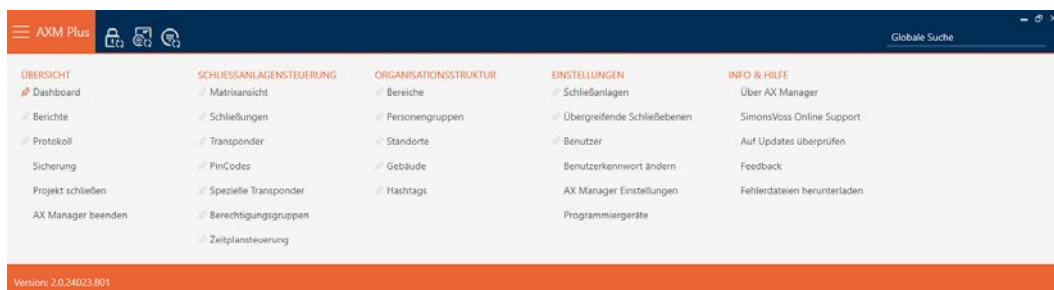 AXM Plus
Globale Suche
ÜBERSICHT
Dashboard
Berichte
Protokoll
Sicherung
Projekt schließen
AX Manager beenden
SCHLIESSANLAGENSTEUERUNG
Matrixansicht
Schließungen
Transponder
PinCodes
Spezielle Transponder
Berechtigungsgruppen
Zeitplansteuerung
ORGANISATIONSSTRUKTUR
Bereiche
Personengruppen
Standorte
Gebäude
Hashtags
EINSTELLUNGEN
Schließanlagen
Übergreifende Schließebenen
Benutzer
Benutzerkennwort ändern
AX Manager Einstellungen
Programmiergeräte
INFO & HILFE
Über AX Manager
SimonsVoss Online Support
Auf Updates überprüfen
Feedback
Fehlerdateien herunterladen
Version: 2.0.24023.801